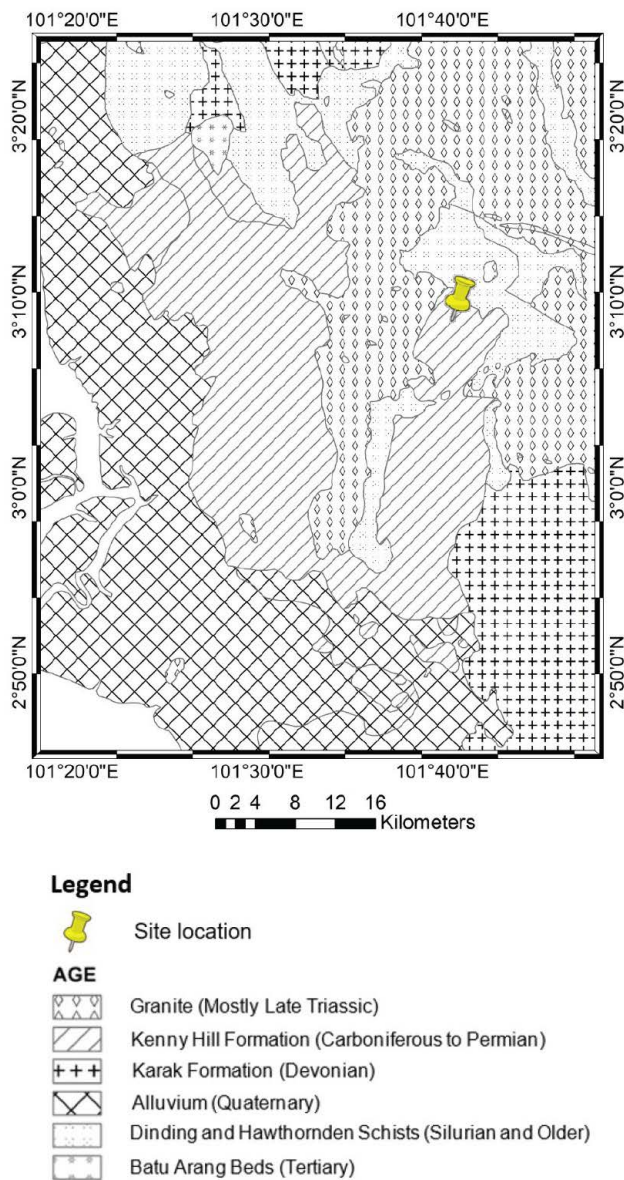 101°20'0"E 101°30'0"E 101°40'0"E
3°20'0"N 3°20'0"N
3°10'0"N 3°10'0"N
3°0'0"N 3°0'0"N
2°50'0"N 2°50'0"N
101°20'0"E 101°30'0"E 101°40'0"E
0 2 4 8 12 16
Kilometers
Legend
Site location
AGE
Granite (Mostly Late Triassic)
Kenny Hill Formation (Carboniferous to Permian)
Karak Formation (Devonian)
Alluvium (Quaternary)
Dinding and Hawthornden Schists (Silurian and Older)
Batu Arang Beds (Tertiary)